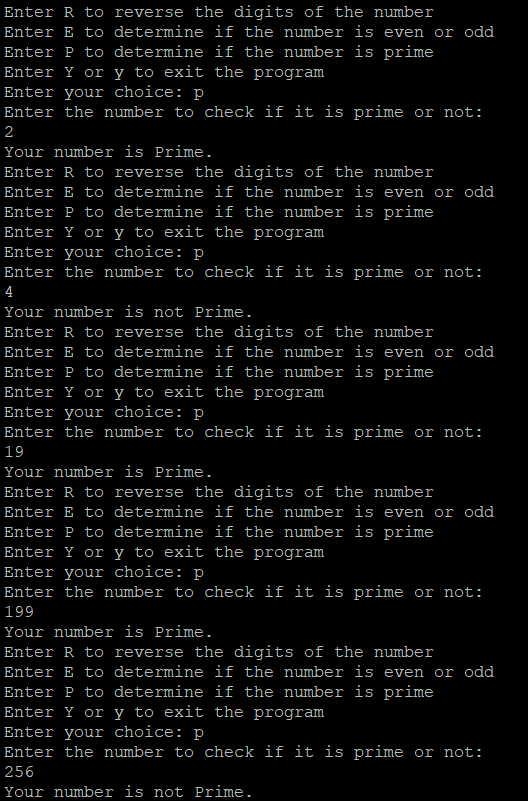 Enter R to reverse the digits of the number
Enter E to determine if the number is even or odd
Enter P to determine if the number is prime
Enter Y or y to exit the program
Enter your choice: p
Enter the number to check if it is prime or not:
2
Your number is Prime.
Enter R to reverse the digits of the number
Enter E to determine if the number is even or odd
Enter P to determine if the number is prime
Enter Y or y to exit the program
Enter your choice: p
Enter the number to check if it is prime or not:
4
Your number is not Prime.
Enter R to reverse the digits of the number
Enter E to determine if the number is even or odd
Enter P to determine if the number is prime
Enter Y or y to exit the program
Enter your choice: p
Enter the number to check if it is prime or not:
19
Your number is Prime.
Enter R to reverse the digits of the number
Enter E to determine if the number is even or odd
Enter P to determine if the number is prime
Enter Y or y to exit the program
Enter your choice: p
Enter the number to check if it is prime or not:
199
Your number is Prime.
Enter R to reverse the digits of the number
Enter E to determine if the number is even or odd
Enter P to determine if the number is prime
Enter Y or y to exit the program
Enter your choice: p
Enter the number to check if it is prime or not:
256
Your number is not Prime.